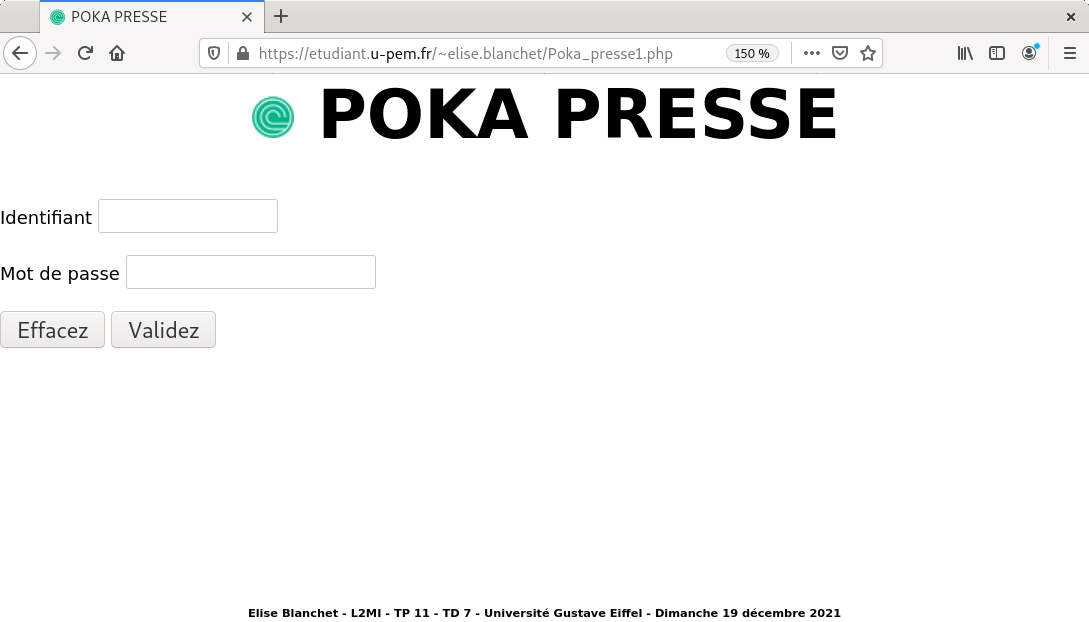 POKA PRESSE
https://etudiant.u-pem.fr/~elise.blanchet/Poka_presse1.php 150 %
POKA PRESSE
Identifiant
Mot de passe
Effacez Validez
Elise Blanchet - L2MI - TP 11 - TD 7 - Université Gustave Eiffel - Dimanche 19 décembre 2021